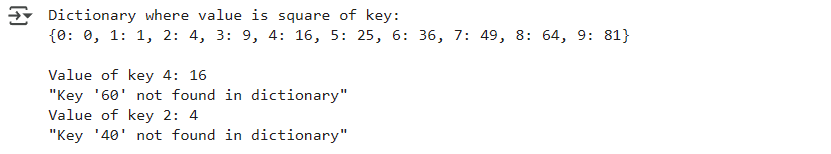 Dictionary where value is square of key:
{0: 0, 1: 1, 2: 4, 3: 9, 4: 16, 5: 25, 6: 36, 7: 49, 8: 64, 9: 81}

Value of key 4: 16
"Key '60' not found in dictionary"
Value of key 2: 4
"Key '40' not found in dictionary"